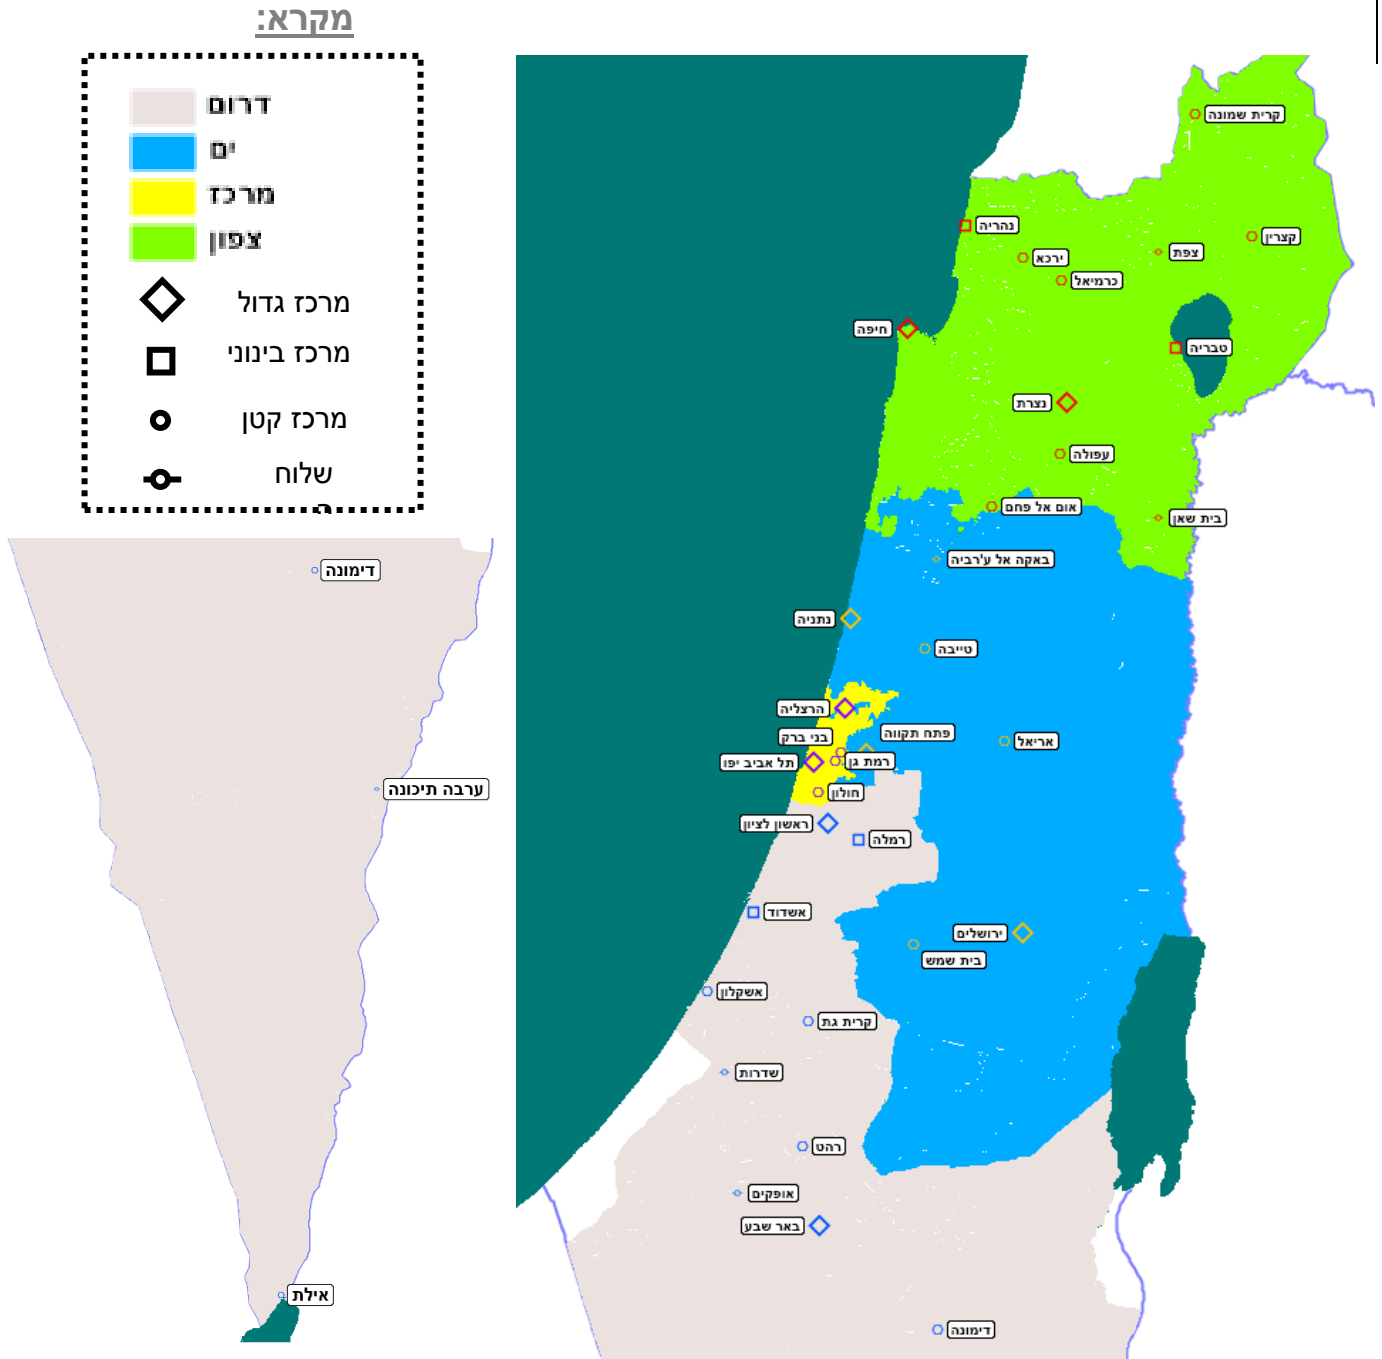 מקרא:
דרום
ים
מרכז
צפון
מרכז גדול
מרכז בינוני
מרכז קטן
שלוח
קרית שמונה
נהריה
קצרין
צפת
ירכא
כרמיאל
חיפה
טבריה
נצרת
עפולה
אום אל פחם
בית שאן
באקה אל ע'רביה
נתניה
טייבה
הרצליה
בני ברק
פתח תקווה
אריאל
תל אביב יפו
רמת גן
חולון
ראשון לציון
רמלה
אשדוד
ירושלים
בית שמש
אשקלון
קרית גת
שדרות
רהט
אופקים
באר שבע
דימונה
דימונה
ערבה תיכונה
אילת